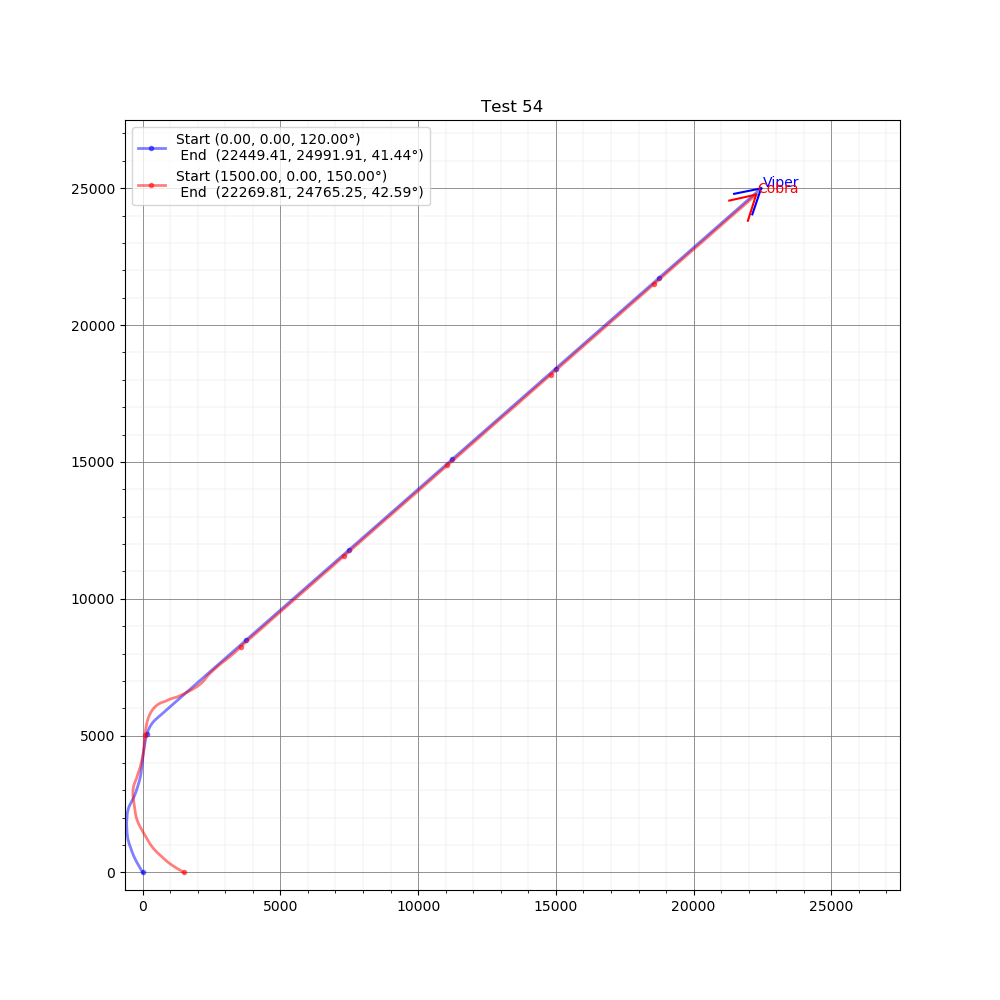 Test 54
Start (0.00, 0.00, 120.00°)
End (22449.41, 24991.91, 41.44°)
Start (1500.00, 0.00, 150.00°)
End (22269.81, 24765.25, 42.59°)
Viper
Cobra
25000
20000
15000
10000
5000
0
0 5000 10000 15000 20000 25000